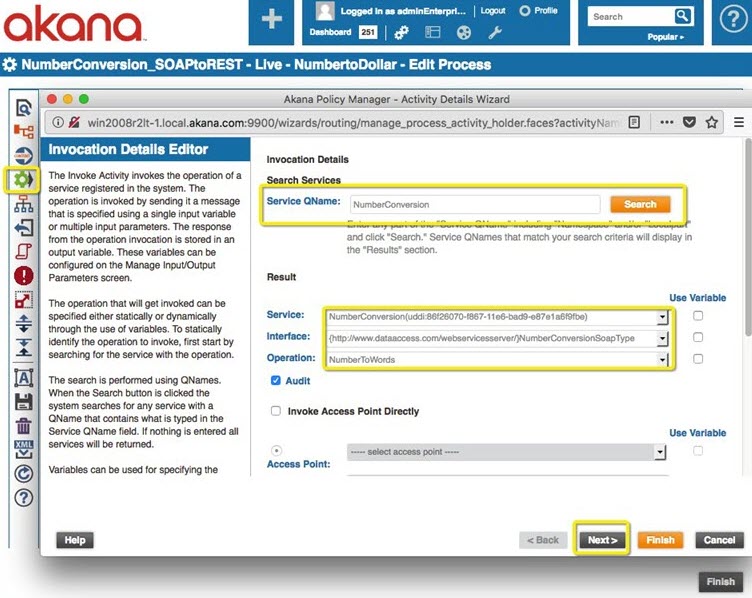 akana
Logged in as adminEnterpri...
Logout
Profile
Dashboard
251
Search
Popular
NumberConversion_SOAPtoREST - Live - NumbertoDollar - Edit Process
Akana Policy Manager - Activity Details Wizard
win2008r2lt-1.local.akana.com:9900/wizards/routing/manage_process_activity_holder.faces?activityNam
Invocation Details Editor
The Invoke Activity invokes the operation of a
service registered in the system. The
operation is invoked by sending it a message
that is specified using a single input variable
or multiple input parameters. The response
from the operation invocation is stored in an
output variable. These variables can be
configured on the Manage Input/Output
Parameters screen.
The operation that will get invoked can be
specified either statically or dynamically
through the use of variables. To statically
identify the operation to invoke, first start by
searching for the service with the operation.
The search is performed using QNames.
When the Search button is clicked the
system searches for any service with a
QName that contains what is typed in the
Service QName field. If nothing is entered all
services will be returned.
Variables can be used for specifying the
Invocation Details
Search Services
Service QName:
NumberConversion
Search
Enter any part of the "Service QName" including "Namespace" and/or "Localpart"
and click "Search." Service QNames that match your search criteria will display
in the "Results" section.
Result
Use Variable
Service:
NumberConversion(uddi:86f26070-f867-11e6-bad9-e87e1a6f9fbe)
Interface:
{http://www.dataaccess.com/webservicesserver/}NumberConversionSoapType
Operation:
NumberToWords
Audit
Invoke Access Point Directly
Use Variable
----- select access point -----
Access Point:
XML
Help
< Back
Next >
Finish
Cancel
Finish